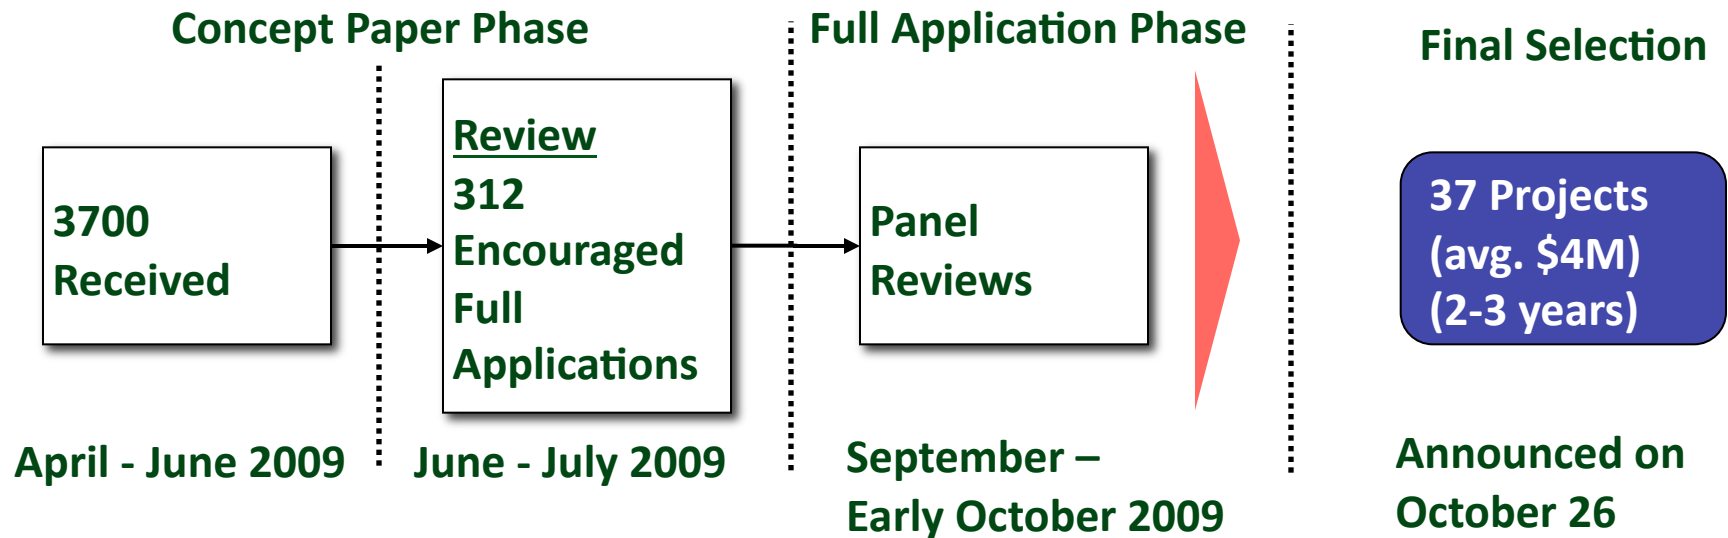 Concept Paper Phase
Full Application Phase
Final Selection
3700
Received
Review
312
Encouraged
Full
Applications
Panel
Reviews
37 Projects
(avg. $4M)
(2-3 years)
April - June 2009
June - July 2009
September –
Early October 2009
Announced on
October 26